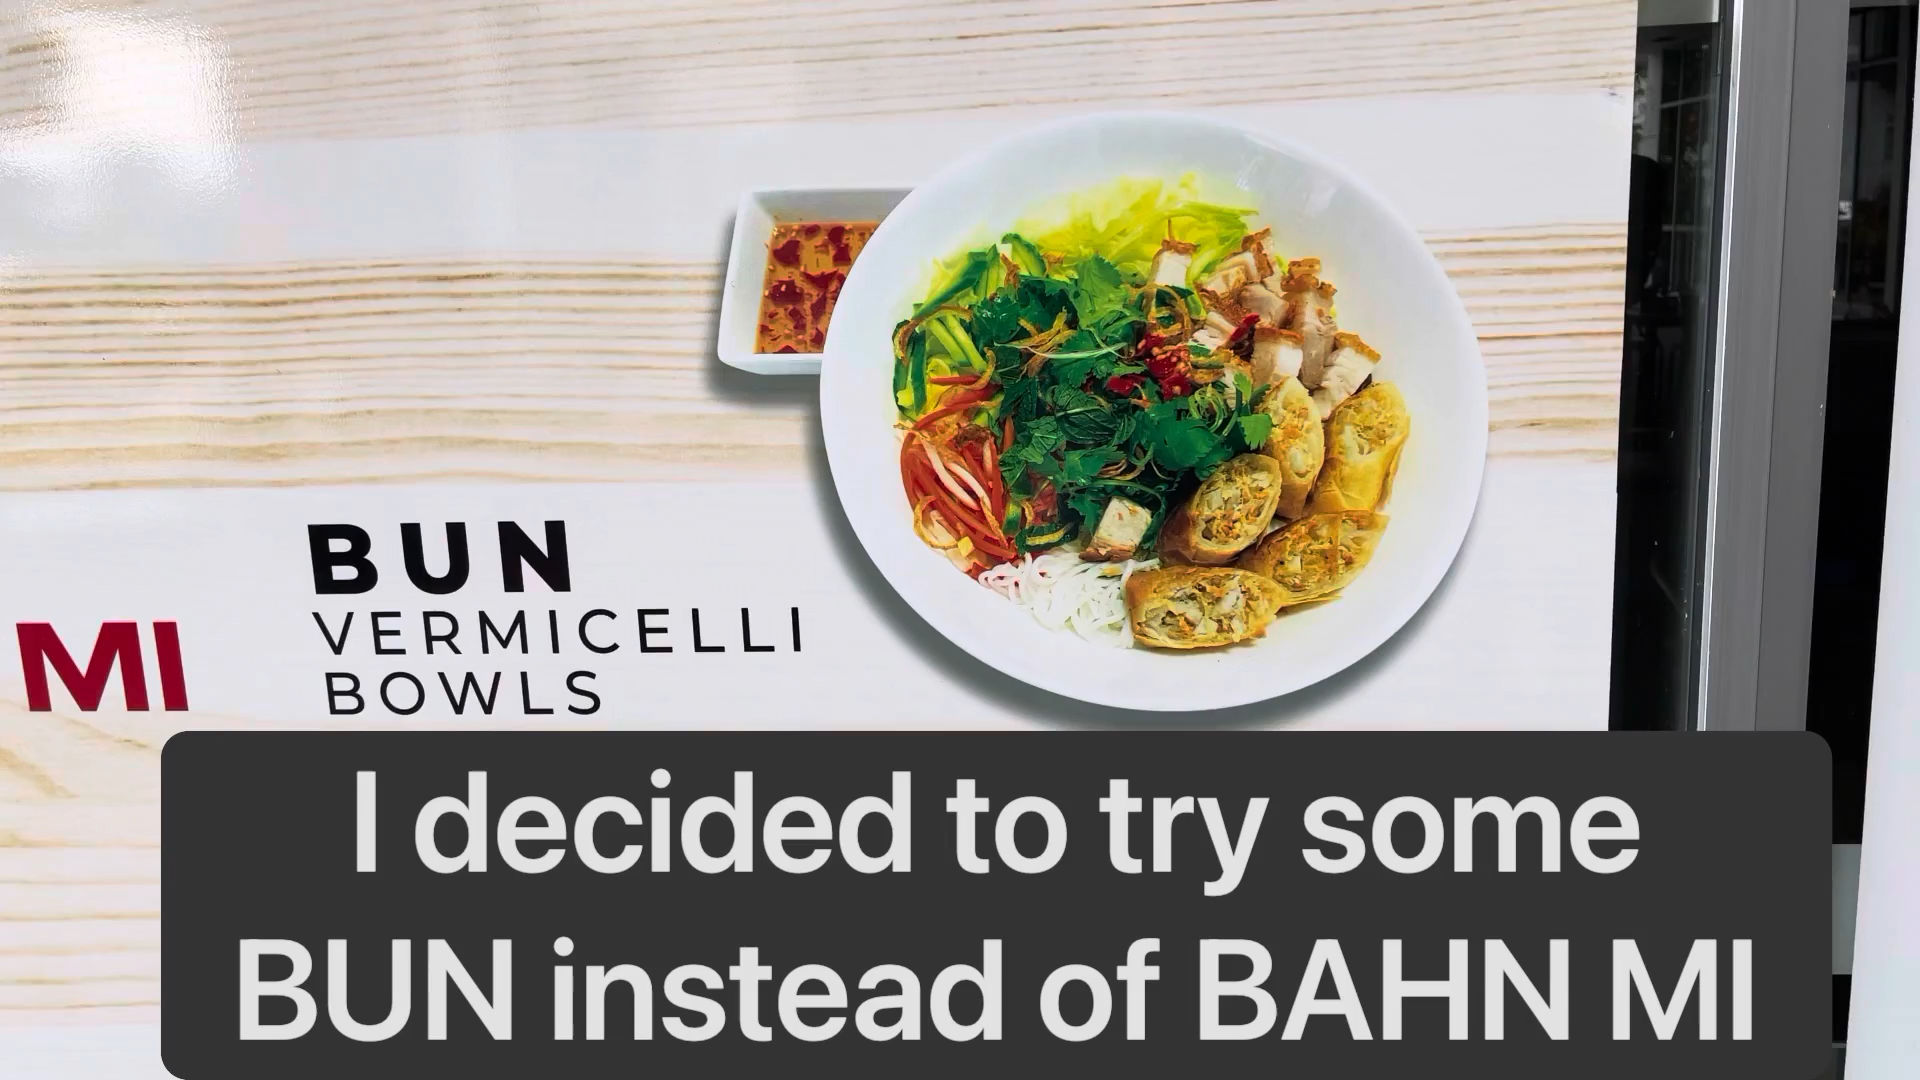 BUN
VERMICELLI
BOWLS
MI
I decided to try some
BUN instead of BAHN MI